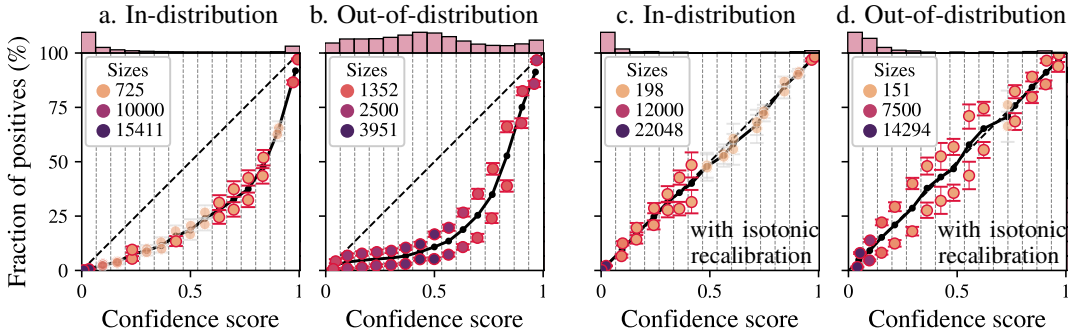 a. In-distribution
b. Out-of-distribution
c. In-distribution
d. Out-of-distribution
Fraction of positives (%)
100
75
50
25
0
Sizes
725
10000
15411
Sizes
1352
2500
3951
Sizes
198
12000
22048
Sizes
151
7500
14294
with isotonic
recalibration
with isotonic
recalibration
0.5
1
0.5
1
0
0.5
1
0
0.5
1
Confidence score
Confidence score
Confidence score
Confidence score